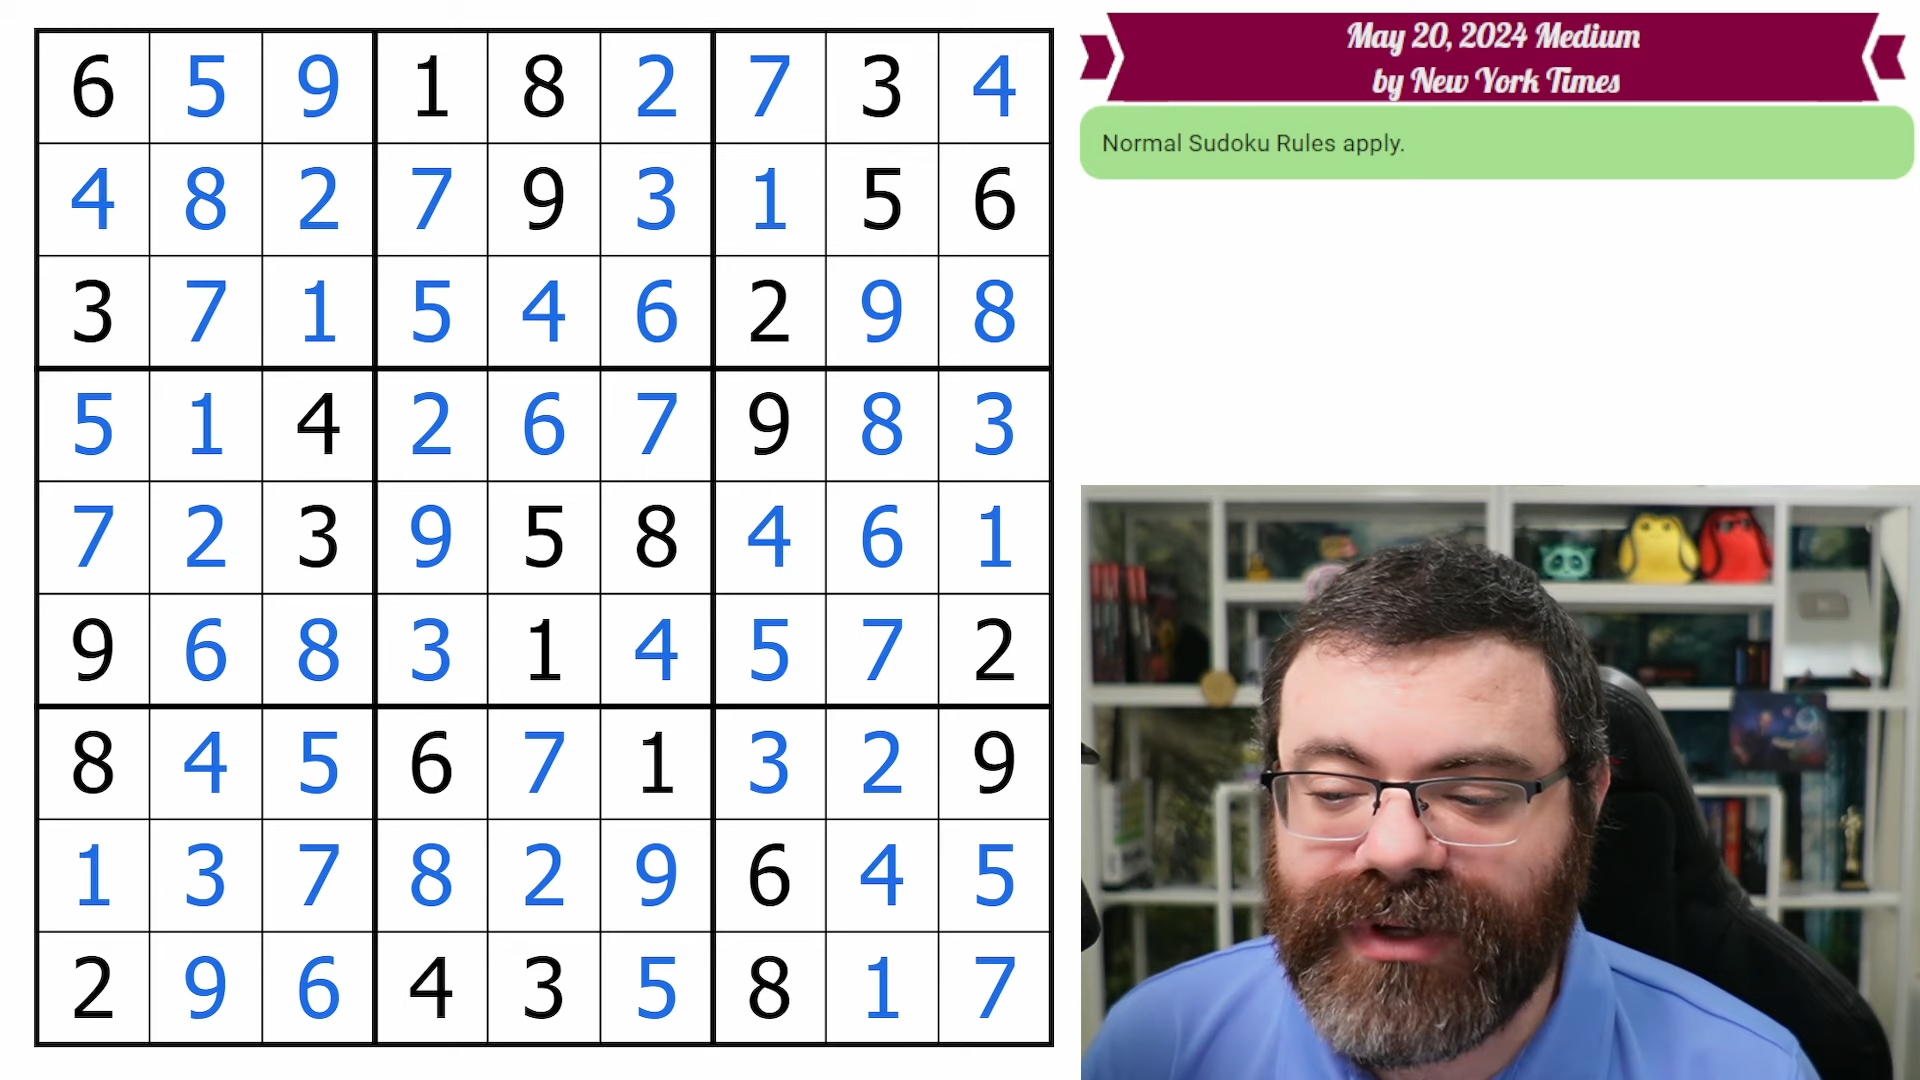 May 20, 2024 Medium
by New York Times
Normal Sudoku Rules apply.
6 5 9 1 8 2 7 3 4
4 8 2 7 9 3 1 5 6
3 7 1 5 4 6 2 9 8
5 1 4 2 6 7 9 8 3
7 2 3 9 5 8 4 6 1
9 6 8 3 1 4 5 7 2
8 4 5 6 7 1 3 2 9
1 3 7 8 2 9 6 4 5
2 9 6 4 3 5 8 1 7